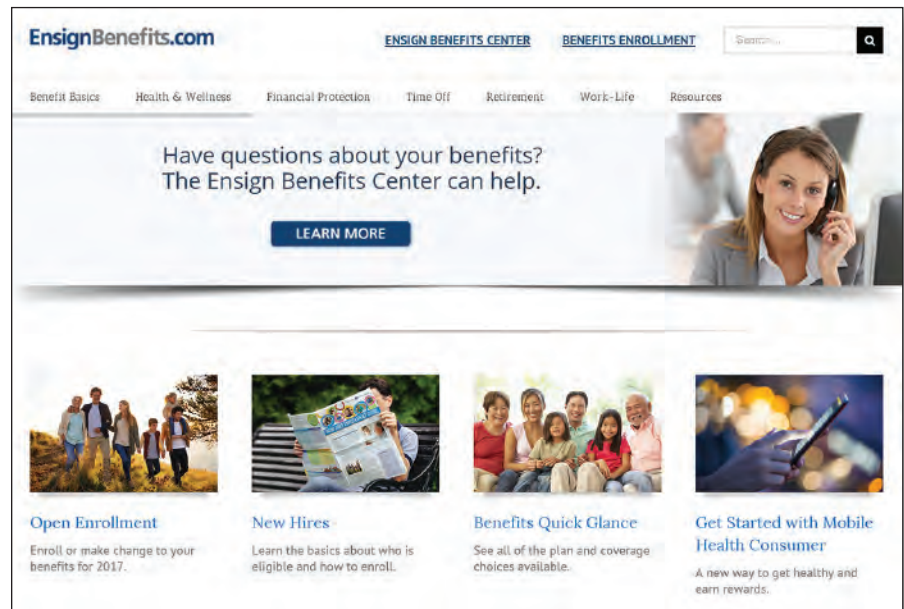 EnsignBenefits.com
ENSIGN BENEFITS CENTER BENEFITS ENROLLMENT Search...
Benefit Basics Health & Wellness Financial Protection Time Off Retirement Work-Life Resources
Have questions about your benefits?
The Ensign Benefits Center can help.
LEARN MORE
Open Enrollment
Enroll or make change to your
benefits for 2017.
New Hires
Learn the basics about who is
eligible and how to enroll.
Benefits Quick Glance
See all of the plan and coverage
choices available.
Get Started with Mobile
Health Consumer
A new way to get healthy and
earn rewards.